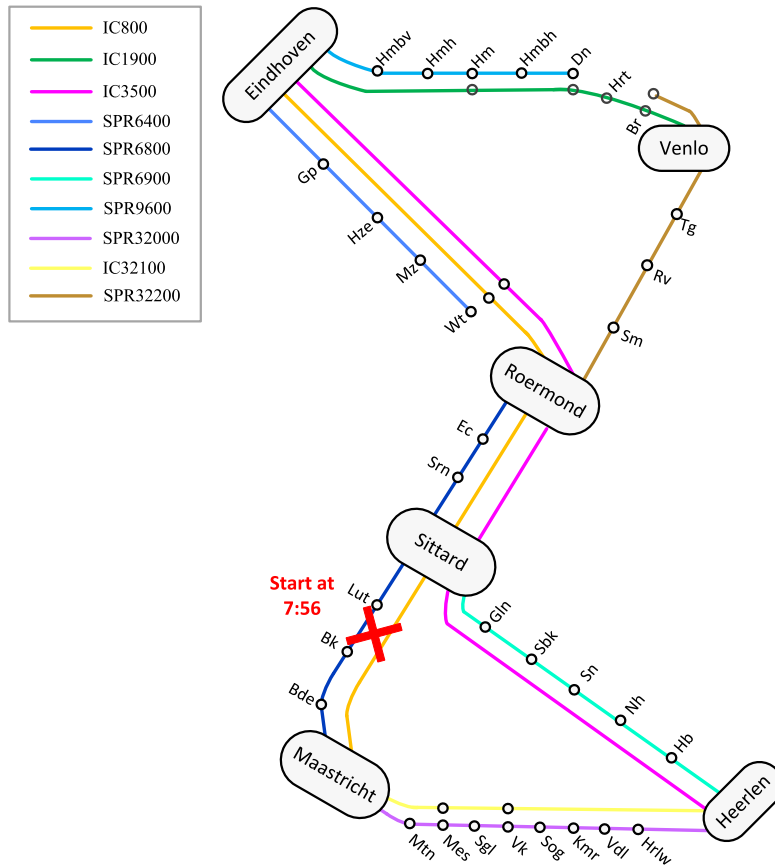 IC800
IC1900
IC3500
SPR6400
SPR6800
SPR6900
SPR9600
SPR32000
IC32100
SPR32200
Eindhoven
Hmbv
Hmh
Hm
Hmbh
Dn
Hrt
Br
Venlo
Gp
Hze
Mz
Wt
Tg
Rv
Sm
Roermond
Ec
Srn
Sittard
Start at
7:56
Lut
Bk
Bde
Gln
Sbk
Sn
Nh
Hb
Maastricht
Heerlen
Mtn
Mes
Sgl
Vk
Sog
Kmr
Vdl
Hrlw